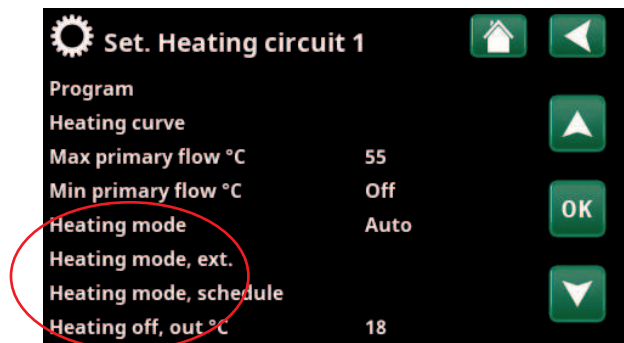 Set. Heating circuit 1
Program
Heating curve
Max primary flow °C 55
Min primary flow °C Off
Heating mode Auto
OK
Heating mode, ext.
Heating mode, schedule
Heating off, out °C 18